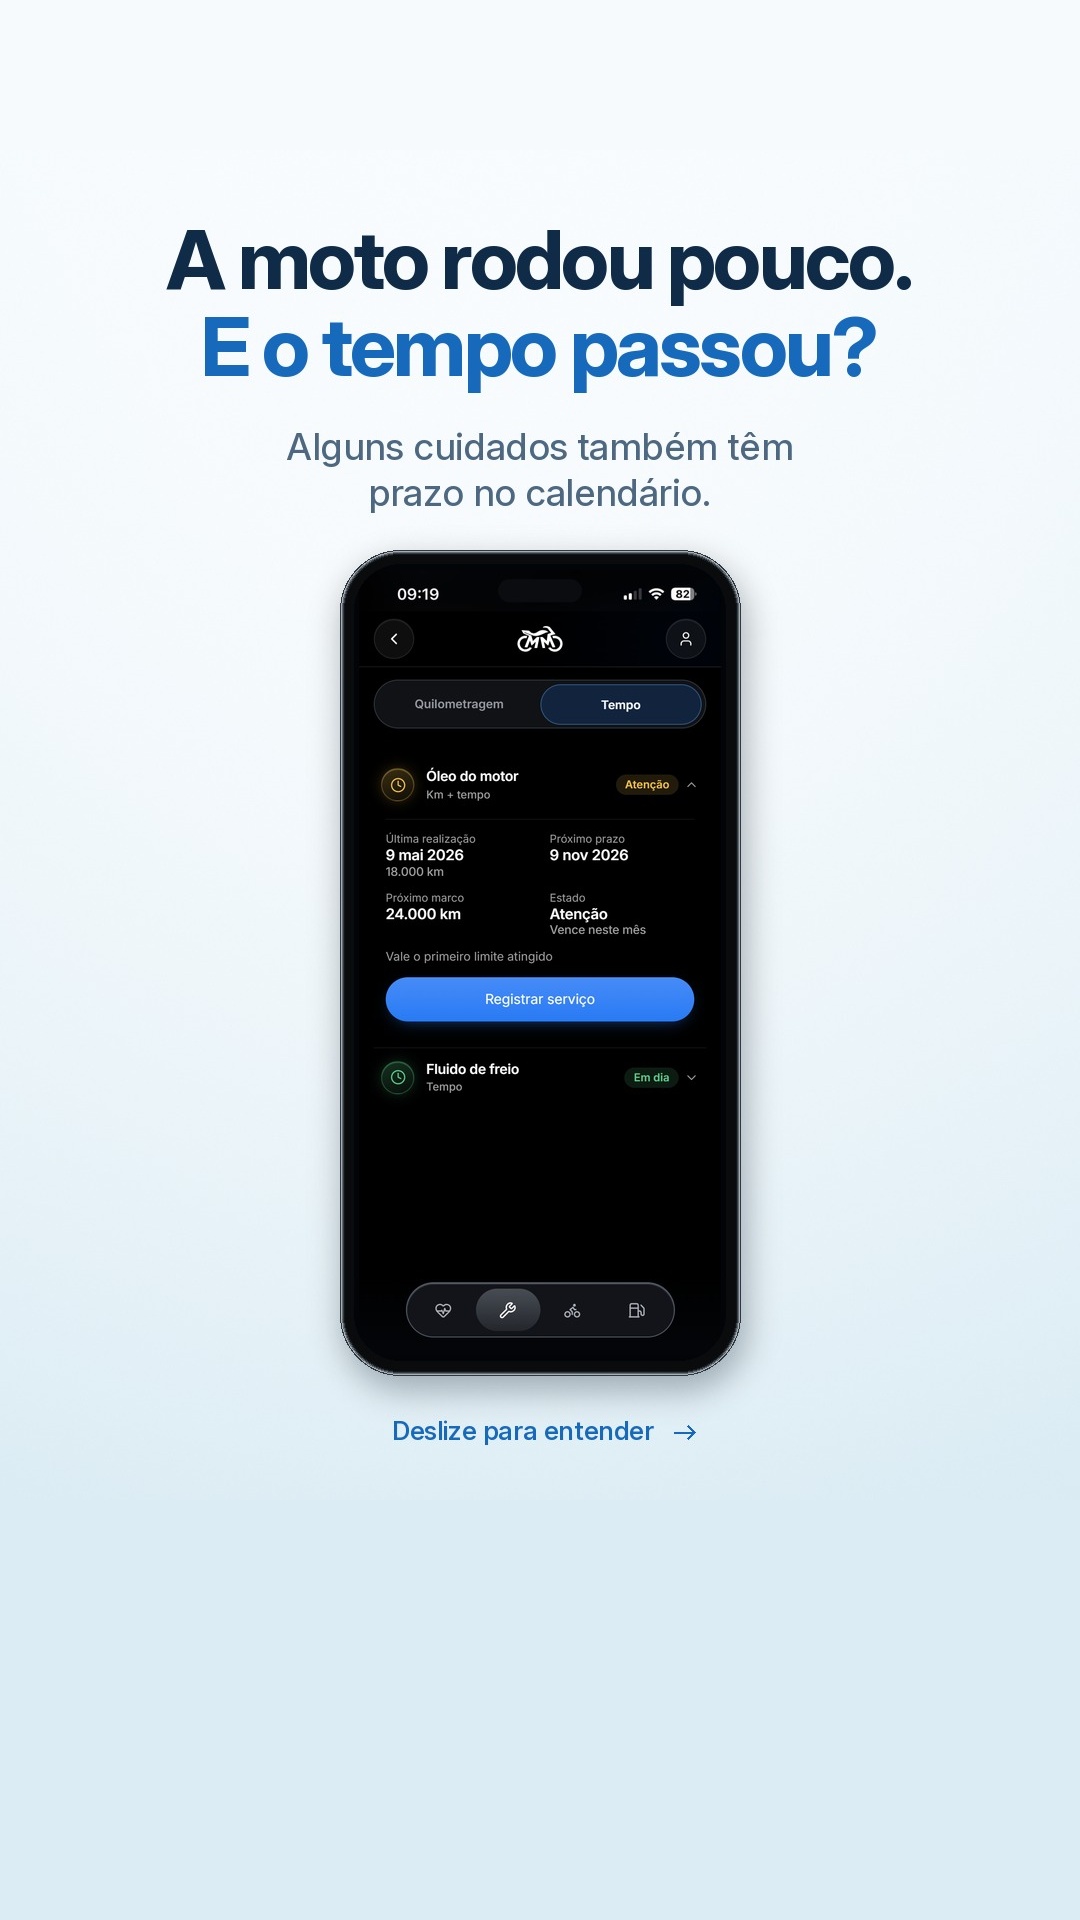 A moto rodou pouco.
E o tempo passou?
Alguns cuidados também têm
prazo no calendário.
09:19
82
MM
Quilometragem
Tempo
Óleo do motor
Km + tempo
Atenção
Última realização
9 mai 2026
18.000 km
Próximo prazo
9 nov 2026
Próximo marco
24.000 km
Estado
Atenção
Vence neste mês
Vale o primeiro limite atingido
Registrar serviço
Fluido de freio
Tempo
Em dia
Deslize para entender →